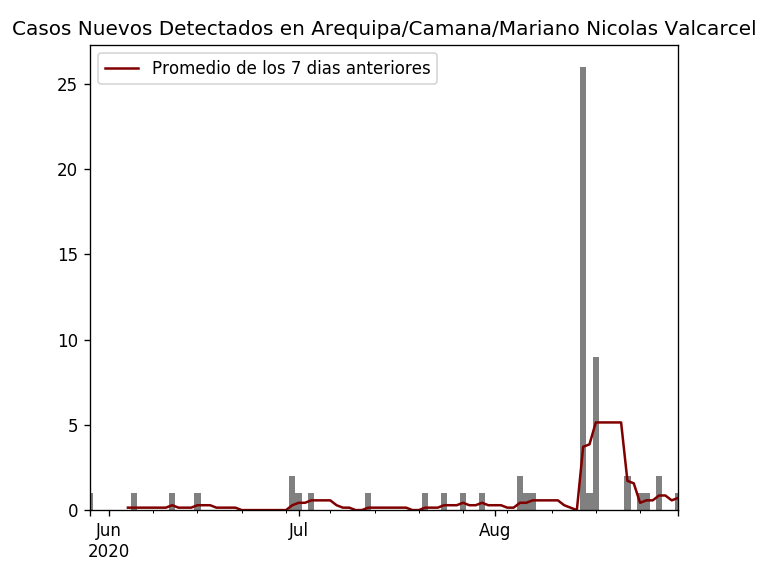 Casos Nuevos Detectados en Arequipa/Camana/Mariano Nicolas Valcarcel
Promedio de los 7 dias anteriores
25
20
15
10
5
0
Jun Jul Aug
2020